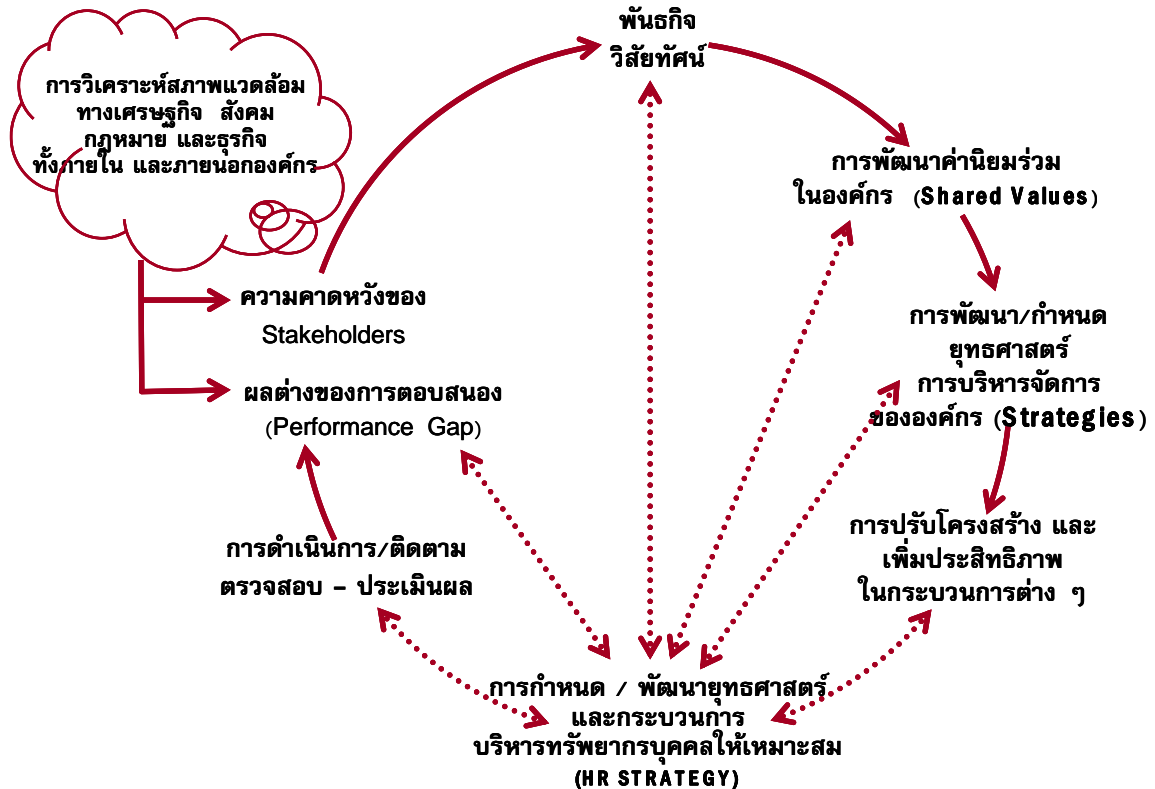 พันธกิจ
วิสัยทัศน์
การวิเคราะห์สภาพแวดล้อม
ทางเศรษฐกิจ สังคม
กฎหมาย และธุรกิจ
ทั้งภายใน และภายนอกองค์กร
การพัฒนาค่านิยมร่วม
ในองค์กร (Shared Values)
ความคาดหวังของ
Stakeholders
การพัฒนา/กำหนด
ยุทธศาสตร์
การบริหารจัดการ
ขององค์กร (Strategies)
ผลต่างของการตอบสนอง
(Performance Gap)
การปรับโครงสร้าง และ
เพิ่มประสิทธิภาพ
ในกระบวนการต่าง ๆ
การดำเนินการ/ติดตาม
ตรวจสอบ – ประเมินผล
การกำหนด / พัฒนายุทธศาสตร์
และกระบวนการ
บริหารทรัพยากรบุคคลให้เหมาะสม
(HR STRATEGY)